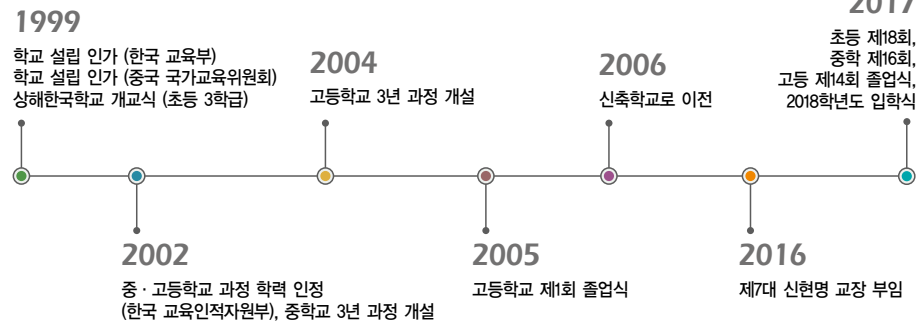 1999
학교 설립 인가 (한국 교육부)
학교 설립 인가 (중국 국가교육위원회)
상해한국학교 개교식 (초등 3학급)
2004
고등학교 3년 과정 개설
2006
신축학교로 이전
2017
초등 제18회,
중학 제16회,
고등 제14회 졸업식,
2018학년도 입학식
2002
중 · 고등학교 과정 학력 인정
(한국 교육인적자원부), 중학교 3년 과정 개설
2005
고등학교 제1회 졸업식
2016
제7대 신현명 교장 부임